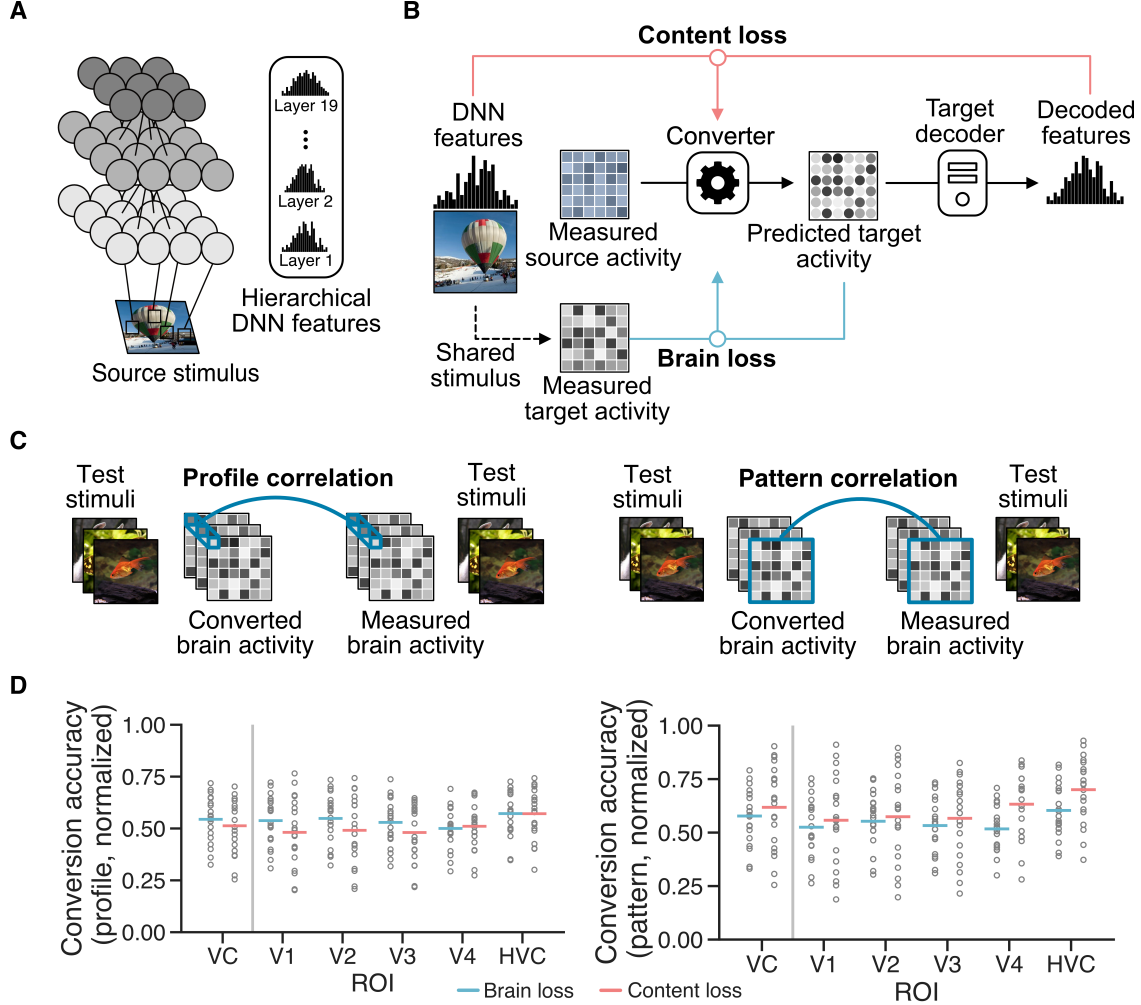 A
Layer 19
Layer 2
Layer 1
Hierarchical
DNN features
Source stimulus
B
Content loss
DNN
features
Converter
Target
decoder
Decoded
features
Measured
source activity
Predicted target
activity
Shared
stimulus
Brain loss
Measured
target activity
C
Test
stimuli
Profile correlation
Test
stimuli
Converted
brain activity
Measured
brain activity
Test
stimuli
Pattern correlation
Test
stimuli
Converted
brain activity
Measured
brain activity
D
Conversion accuracy
(profile, normalized)
1.00
0.75
0.50
0.25
0.00
VC V1 V2 V3 V4 HVC
ROI
Conversion accuracy
(pattern, normalized)
1.00
0.75
0.50
0.25
0.00
VC V1 V2 V3 V4 HVC
ROI
Brain loss Content loss